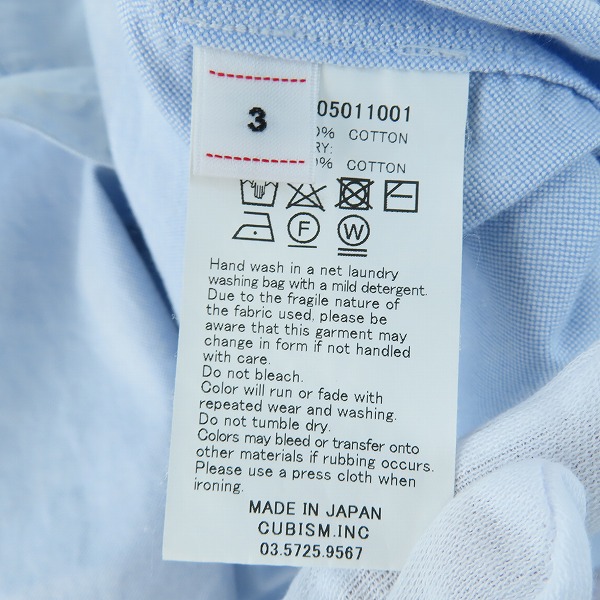 3
05011001
0% COTTON
RY:
0% COTTON
F
W
Hand wash in a net laundry
washing bag with a mild detergent.
Due to the fragile nature of
the fabric used, please be
aware that this garment may
change in form if not handled
with care.
Do not bleach.
Color will run or fade with
repeated wear and washing.
Do not tumble dry.
Colors may bleed or transfer onto
other materials if rubbing occurs.
Please use a press cloth when
ironing.
MADE IN JAPAN
CUBISM.INC
03.5725.9567